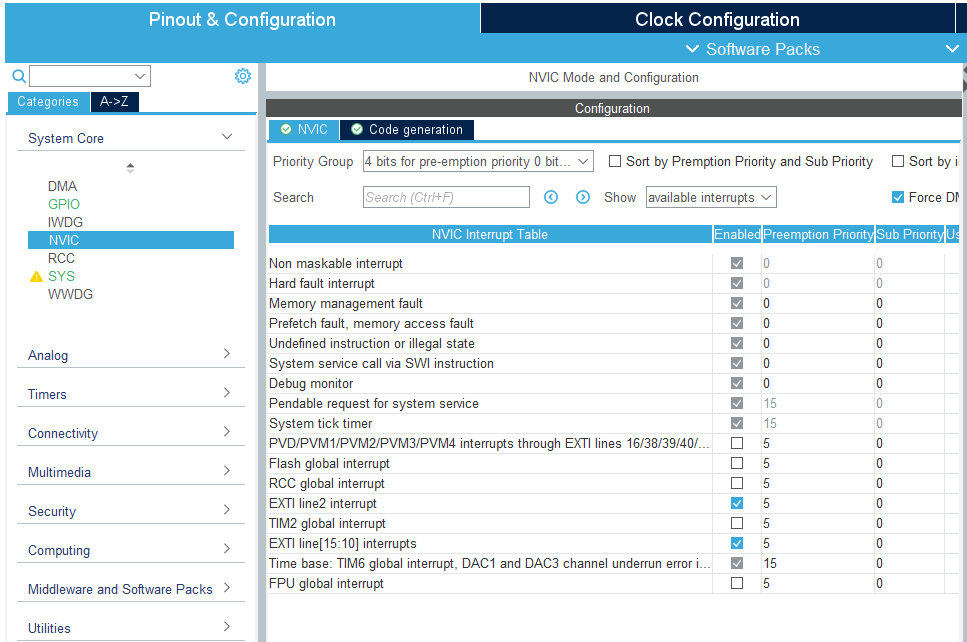 Pinout & Configuration
Clock Configuration
Software Packs
NVIC Mode and Configuration
Categories
A->Z
Configuration
System Core
NVIC
Code generation
Priority Group
4 bits for pre-emption priority 0 bit...
Sort by Premption Priority and Sub Priority
Sort by i
DMA
GPIO
IWDG
NVIC
RCC
SYS
WWDG
Search
Search (Ctrl+F)
Show
available interrupts
Force DM
Analog
Timers
Connectivity
Multimedia
Security
Computing
Middleware and Software Packs
Utilities
NVIC Interrupt Table Enabled Preemption Priority Sub Priority Us
Non maskable interrupt 0 0
Hard fault interrupt 0 0
Memory management fault 0 0
Prefetch fault, memory access fault 0 0
Undefined instruction or illegal state 0 0
System service call via SWI instruction 0 0
Debug monitor 0 0
Pendable request for system service 15 0
System tick timer 15 0
PVD/PVM1/PVM2/PVM3/PVM4 interrupts through EXTI lines 16/38/39/40/... 5 0
Flash global interrupt 5 0
RCC global interrupt 5 0
EXTI line2 interrupt 5 0
TIM2 global interrupt 5 0
EXTI line[15:10] interrupts 5 0
Time base: TIM6 global interrupt, DAC1 and DAC3 channel underrun error i... 15 0
FPU global interrupt 5 0